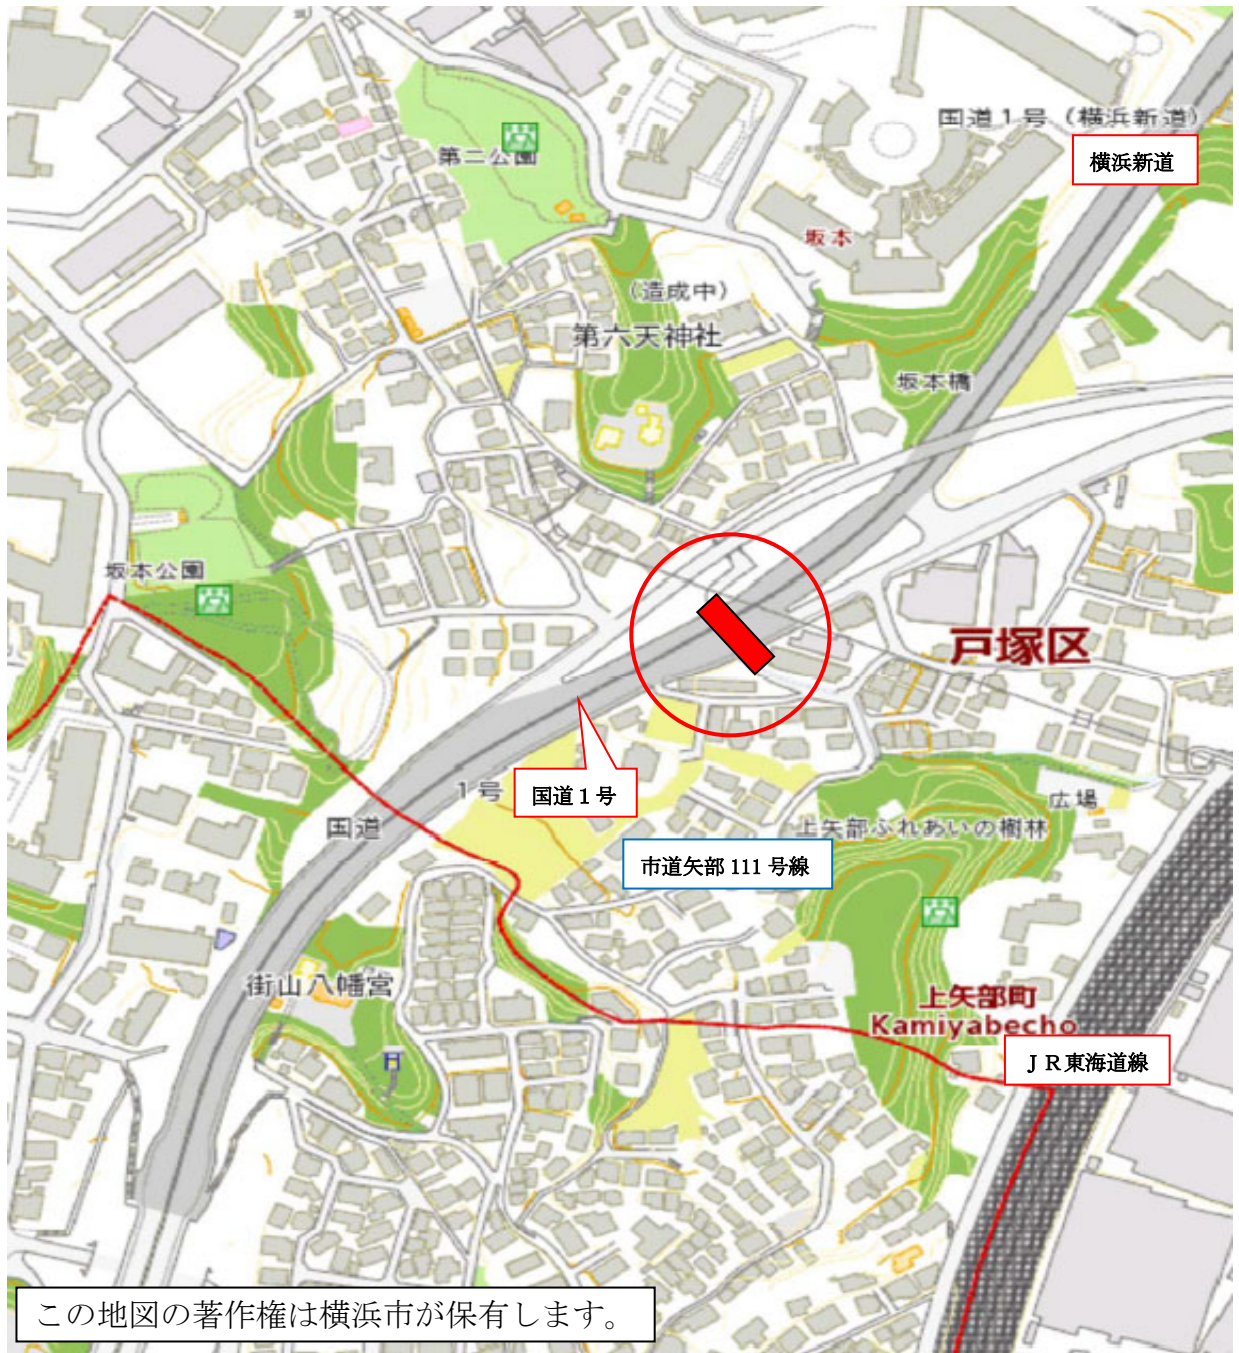 国道1号（横浜新道）
横浜新道
第二公園
坂本
（造成中）
第六天神社
坂本橋
坂本公園
戸塚区
1号
国道１号
国道
広場
上矢部ふれあいの樹林
市道矢部 111 号線
街山八幡宮
上矢部町
Kamiyabecho
ＪＲ東海道線
この地図の著作権は横浜市が保有します。